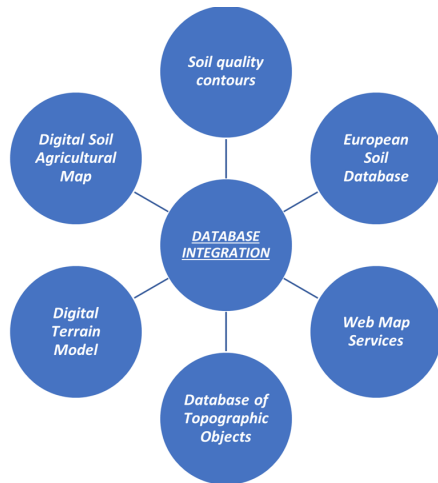 Soil quality
contours
Digital Soil
Agricultural
Map
European
Soil
Database
DATABASE
INTEGRATION
Digital
Terrain
Model
Web Map
Services
Database of
Topographic
Objects